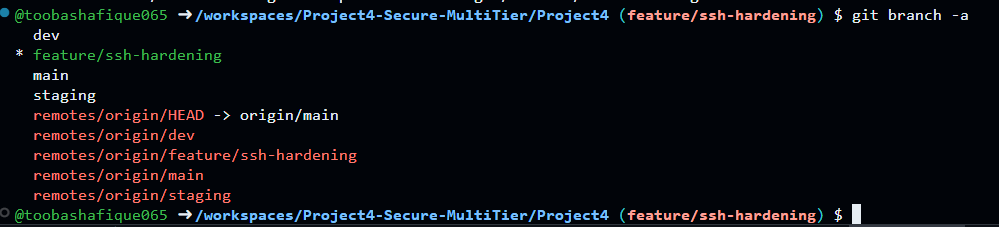 @toobashafique065 ➜/workspaces/Project4-Secure-MultiTier/Project4 (feature/ssh-hardening) $ git branch -a
dev
* feature/ssh-hardening
main
staging
remotes/origin/HEAD -> origin/main
remotes/origin/dev
remotes/origin/feature/ssh-hardening
remotes/origin/main
remotes/origin/staging
@toobashafique065 ➜/workspaces/Project4-Secure-MultiTier/Project4 (feature/ssh-hardening) $